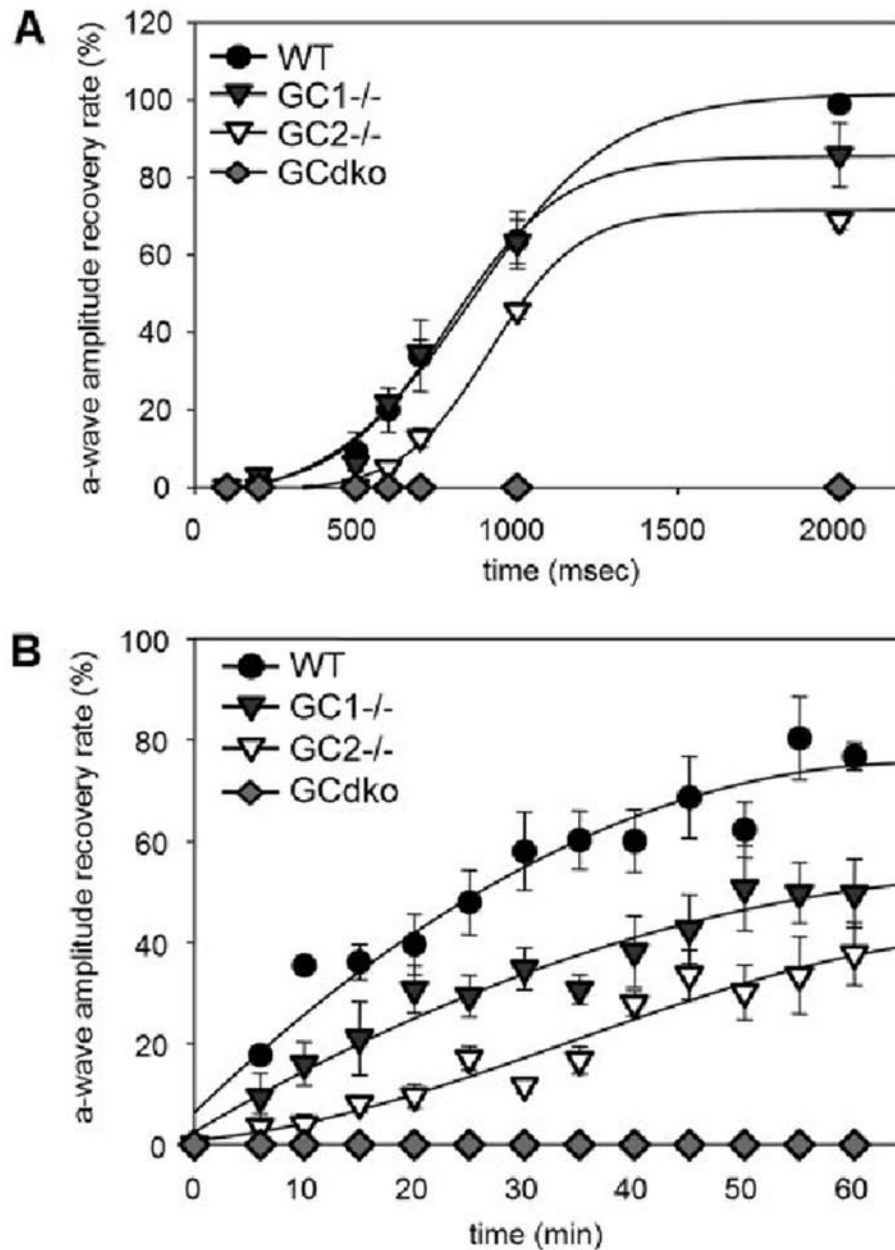 A
a-wave amplitude recovery rate (%)
120
100
80
60
40
20
0
WT
GC1-/-
GC2-/-
GCdko
0 500 1000 1500 2000
time (msec)
B
a-wave amplitude recovery rate (%)
100
80
60
40
20
0
WT
GC1-/-
GC2-/-
GCdko
0 10 20 30 40 50 60
time (min)